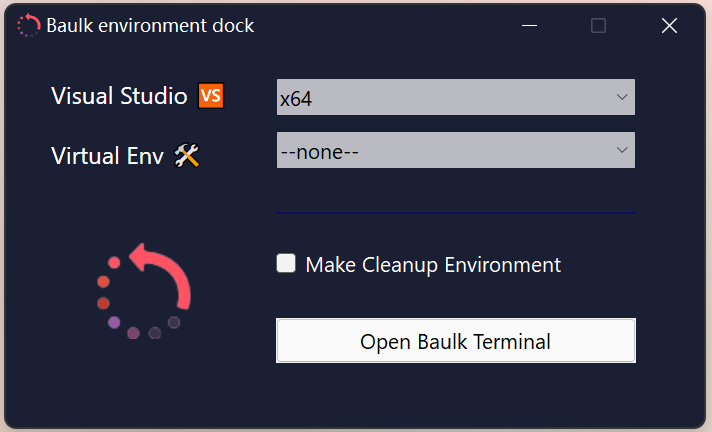 Baulk environment dock
Visual Studio VS
x64
Virtual Env
--none--
Make Cleanup Environment
Open Baulk Terminal